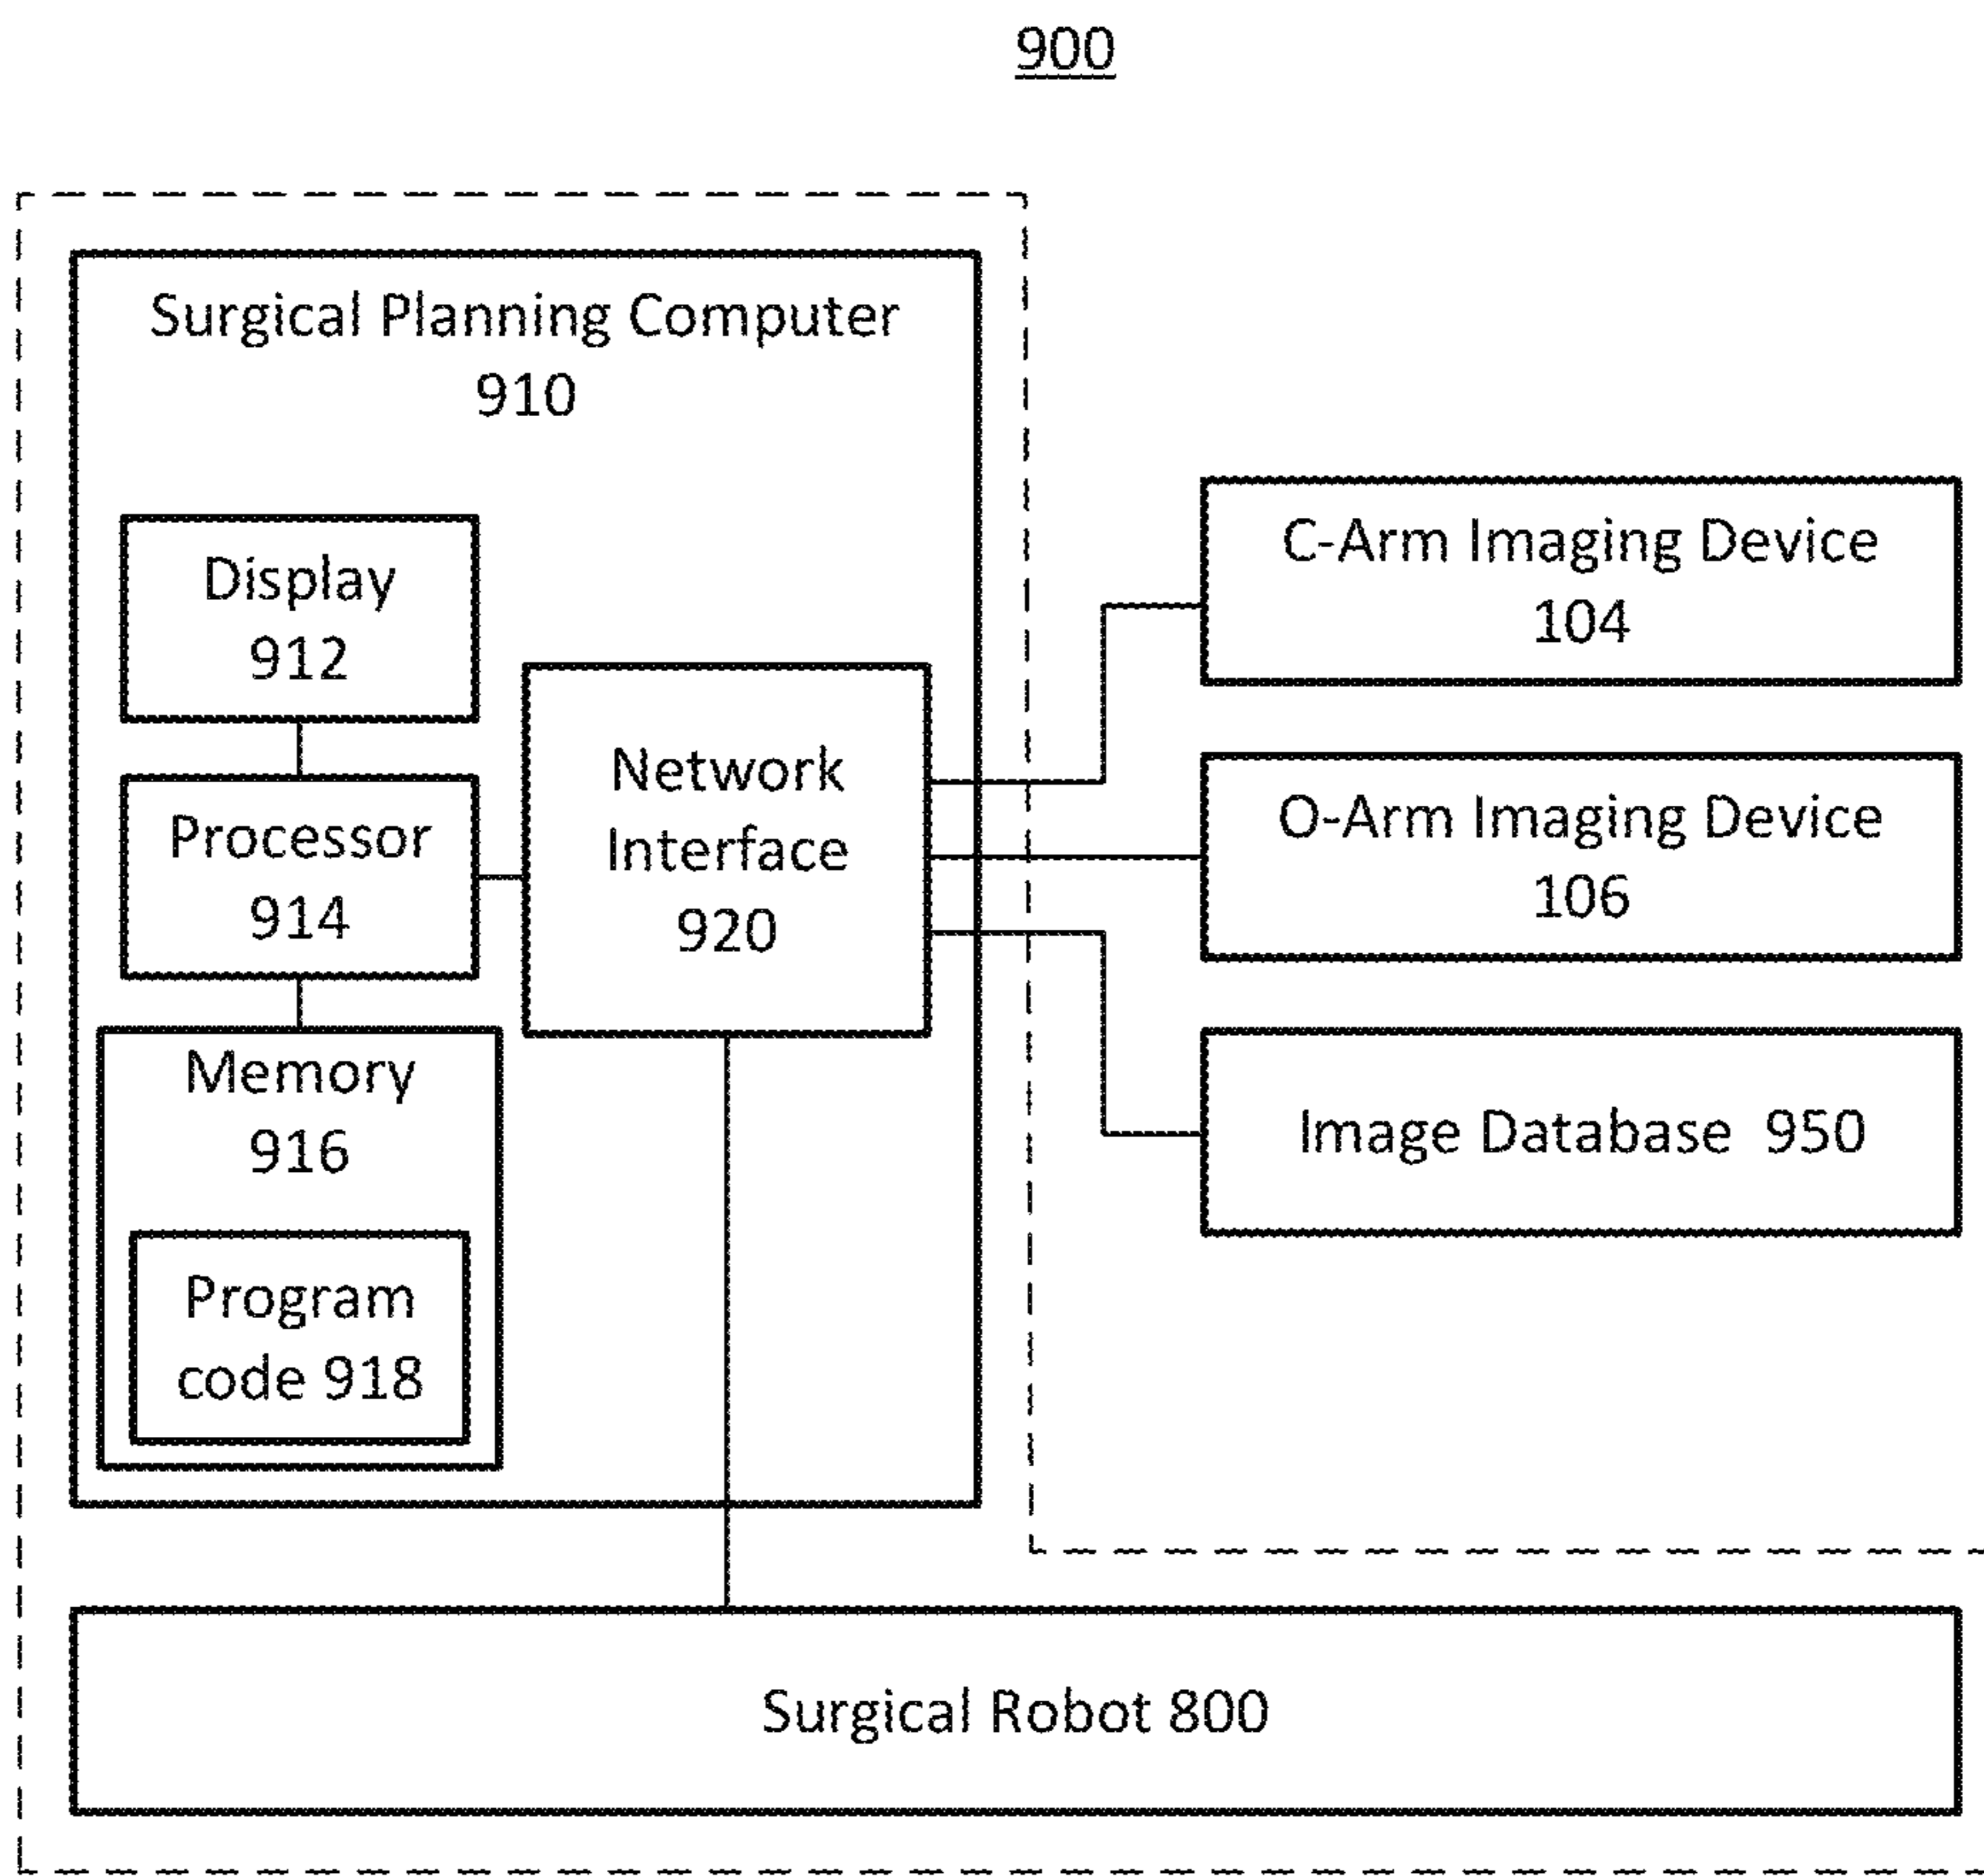 900
Surgical Planning Computer
910
Display
912
Processor
914
Memory
916
Program
code 918
Network
Interface
920
C-Arm Imaging Device
104
O-Arm Imaging Device
106
Image Database 950
Surgical Robot 800